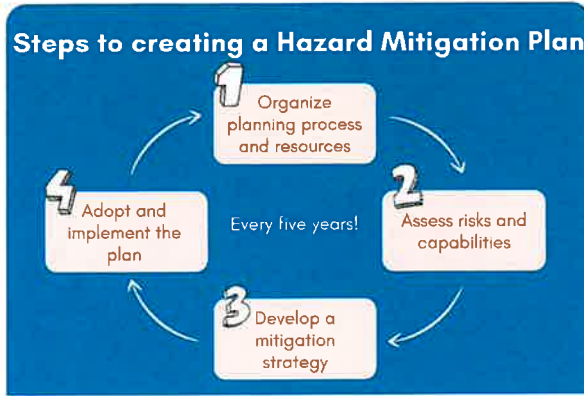 Steps to creating a Hazard Mitigation Plan
1
Organize
planning process
and resources
2
Assess risks and
capabilities
3
Develop a
mitigation
strategy
4
Adopt and
implement the
plan
Every five years!